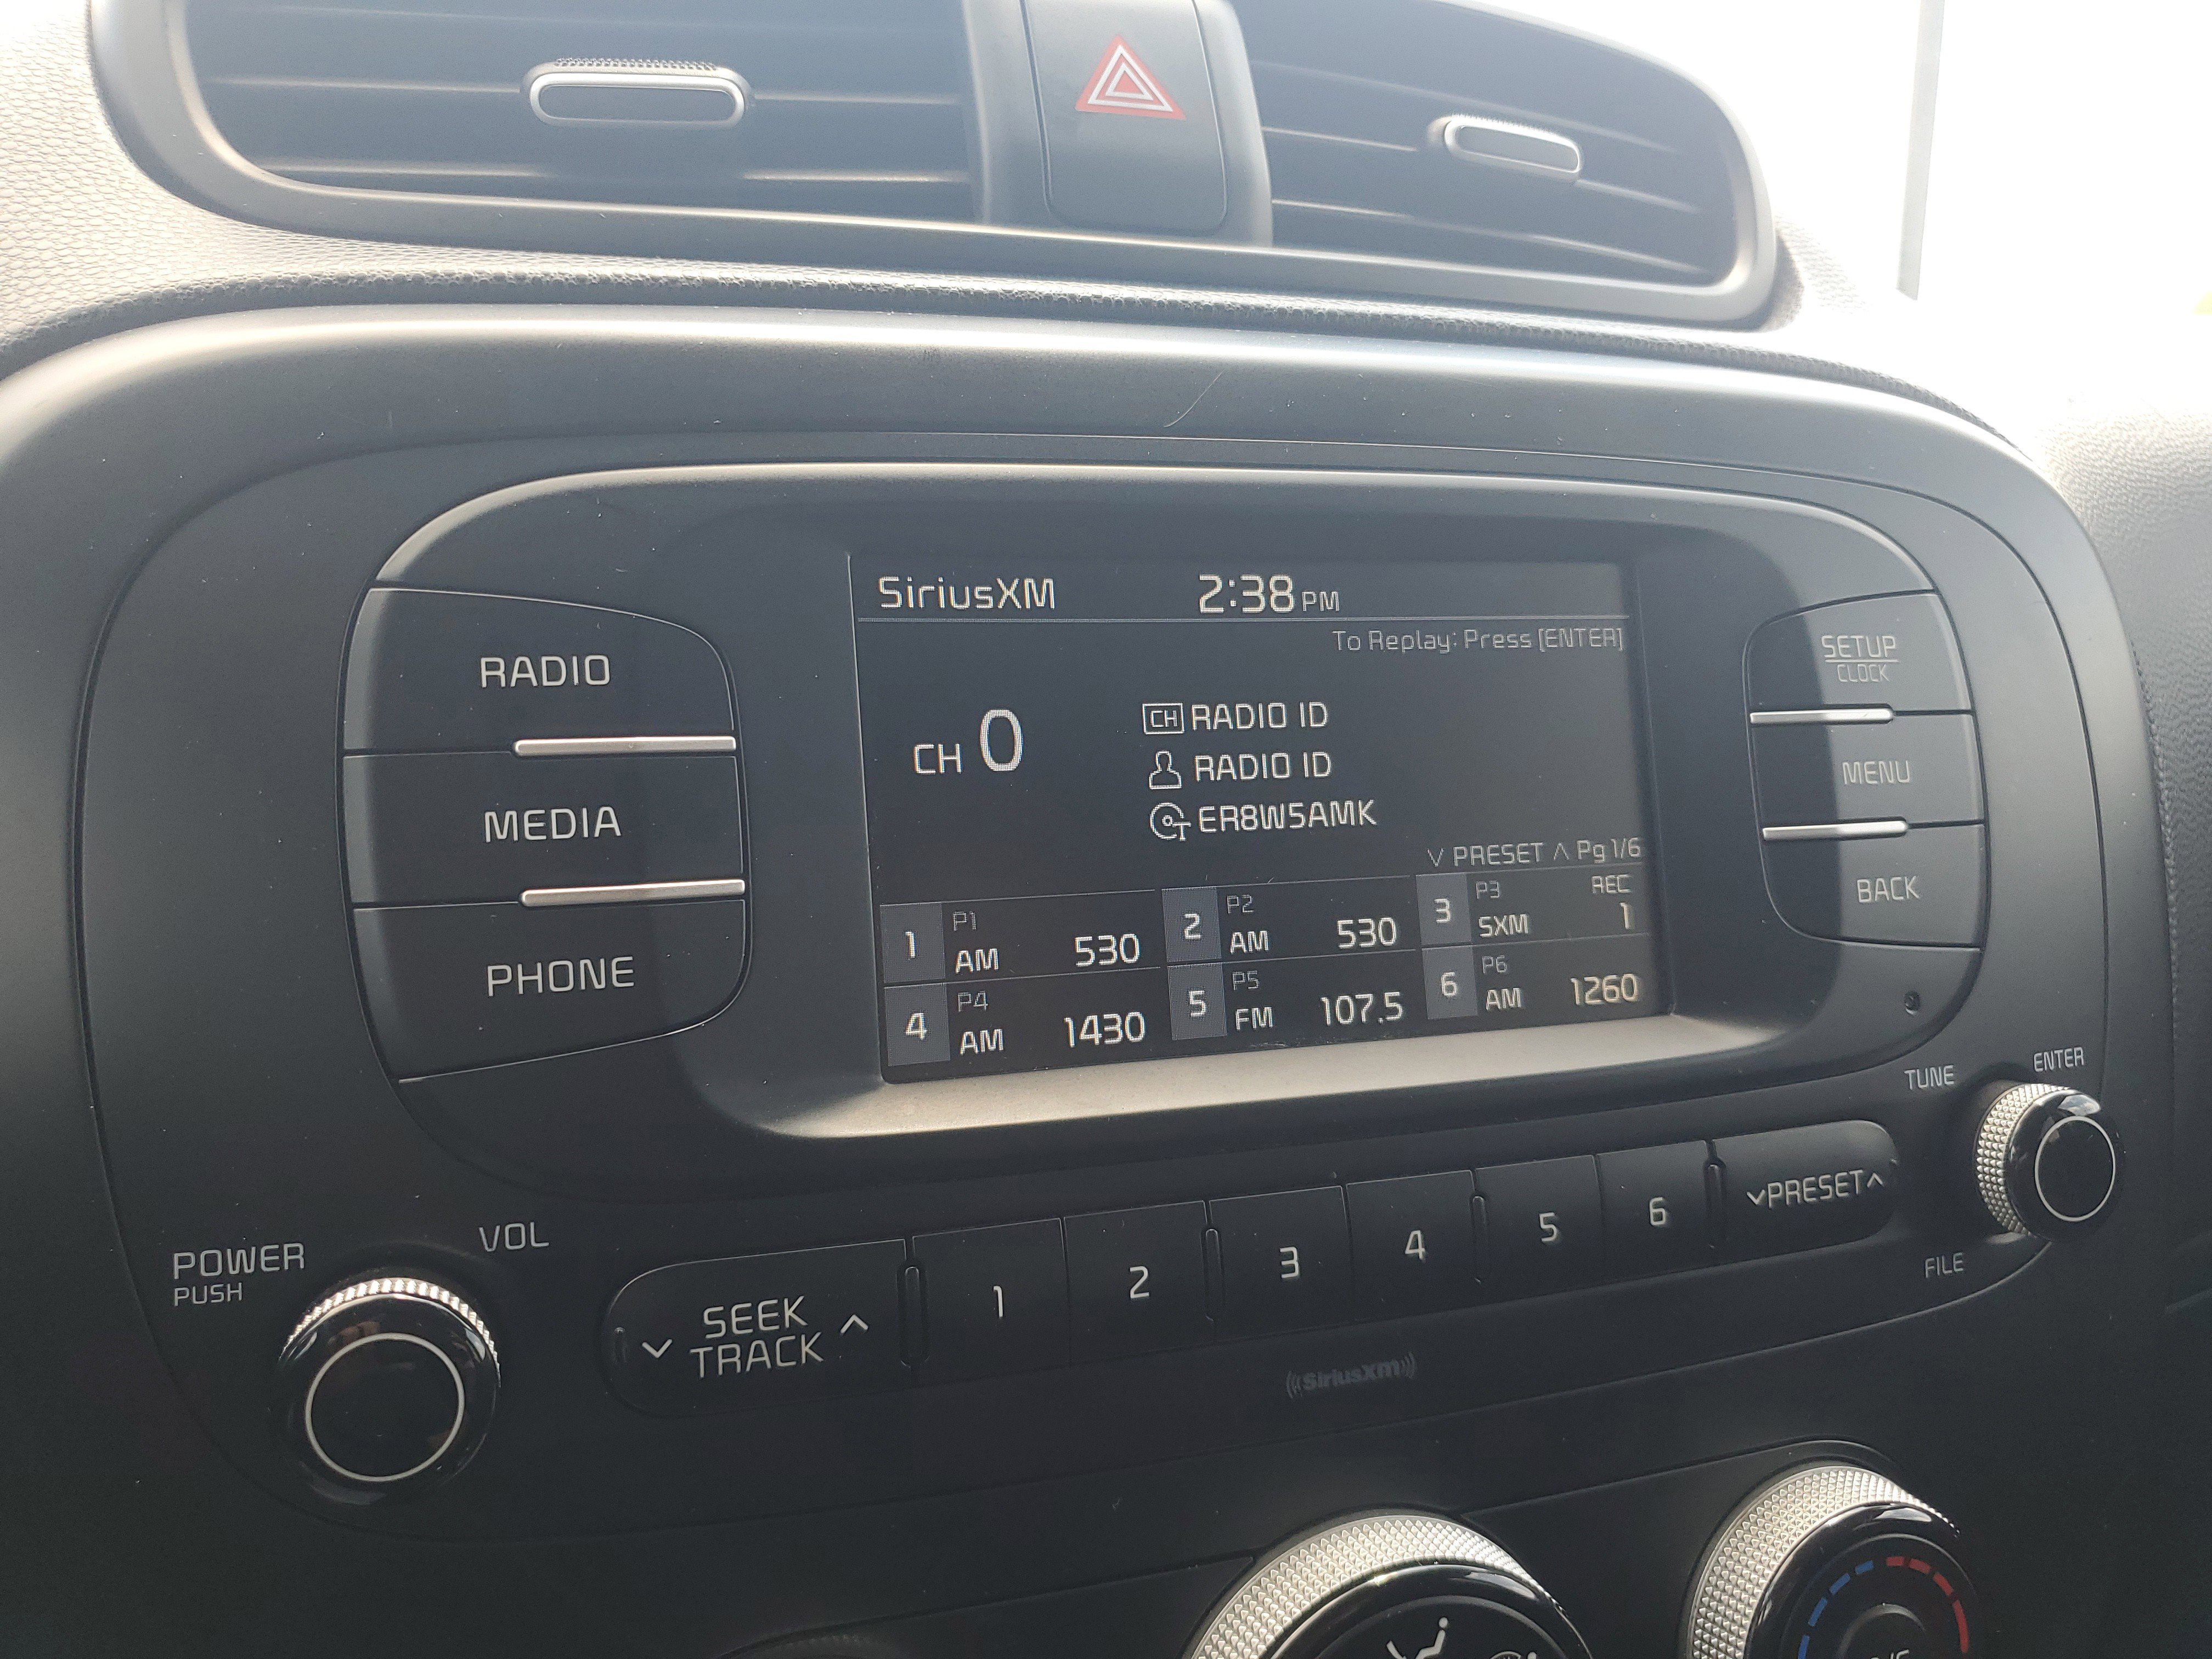 SiriusXM 2:38 PM
To Replay: Press [ENTER]
CH 0
CH RADIO ID
RADIO ID
T ER8W5AMK
∨ PRESET ∧ Pg 1/6
1 P1 AM 530
2 P2 AM 530
3 P3 SXM REC 1
4 P4 AM 1430
5 P5 FM 107.5
6 P6 AM 1260
RADIO
MEDIA
PHONE
SETUP
CLOCK
MENU
BACK
TUNE
ENTER
FILE
POWER
PUSH
VOL
∨ SEEK ∧
TRACK
1 2 3 4 5 6
∨PRESET∧
((SiriusXM))